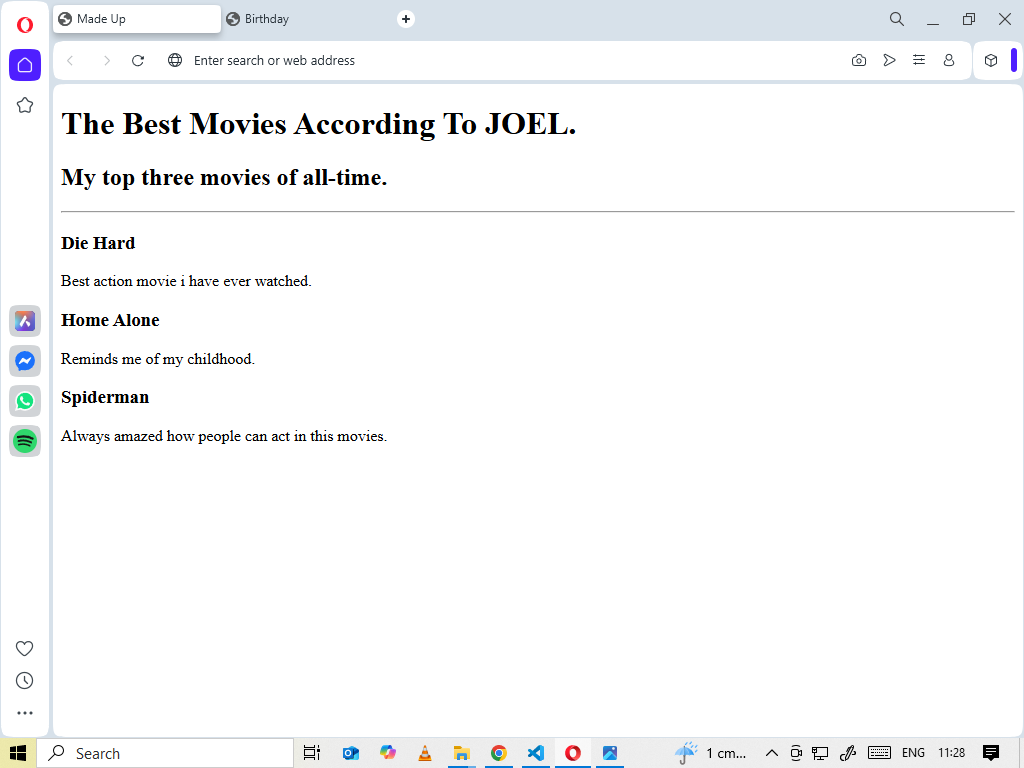 Made Up
Birthday
Enter search or web address
The Best Movies According To JOEL.
My top three movies of all-time.
Die Hard
Best action movie i have ever watched.
Home Alone
Reminds me of my childhood.
Spiderman
Always amazed how people can act in this movies.
Search
1 cm...
ENG
11:28